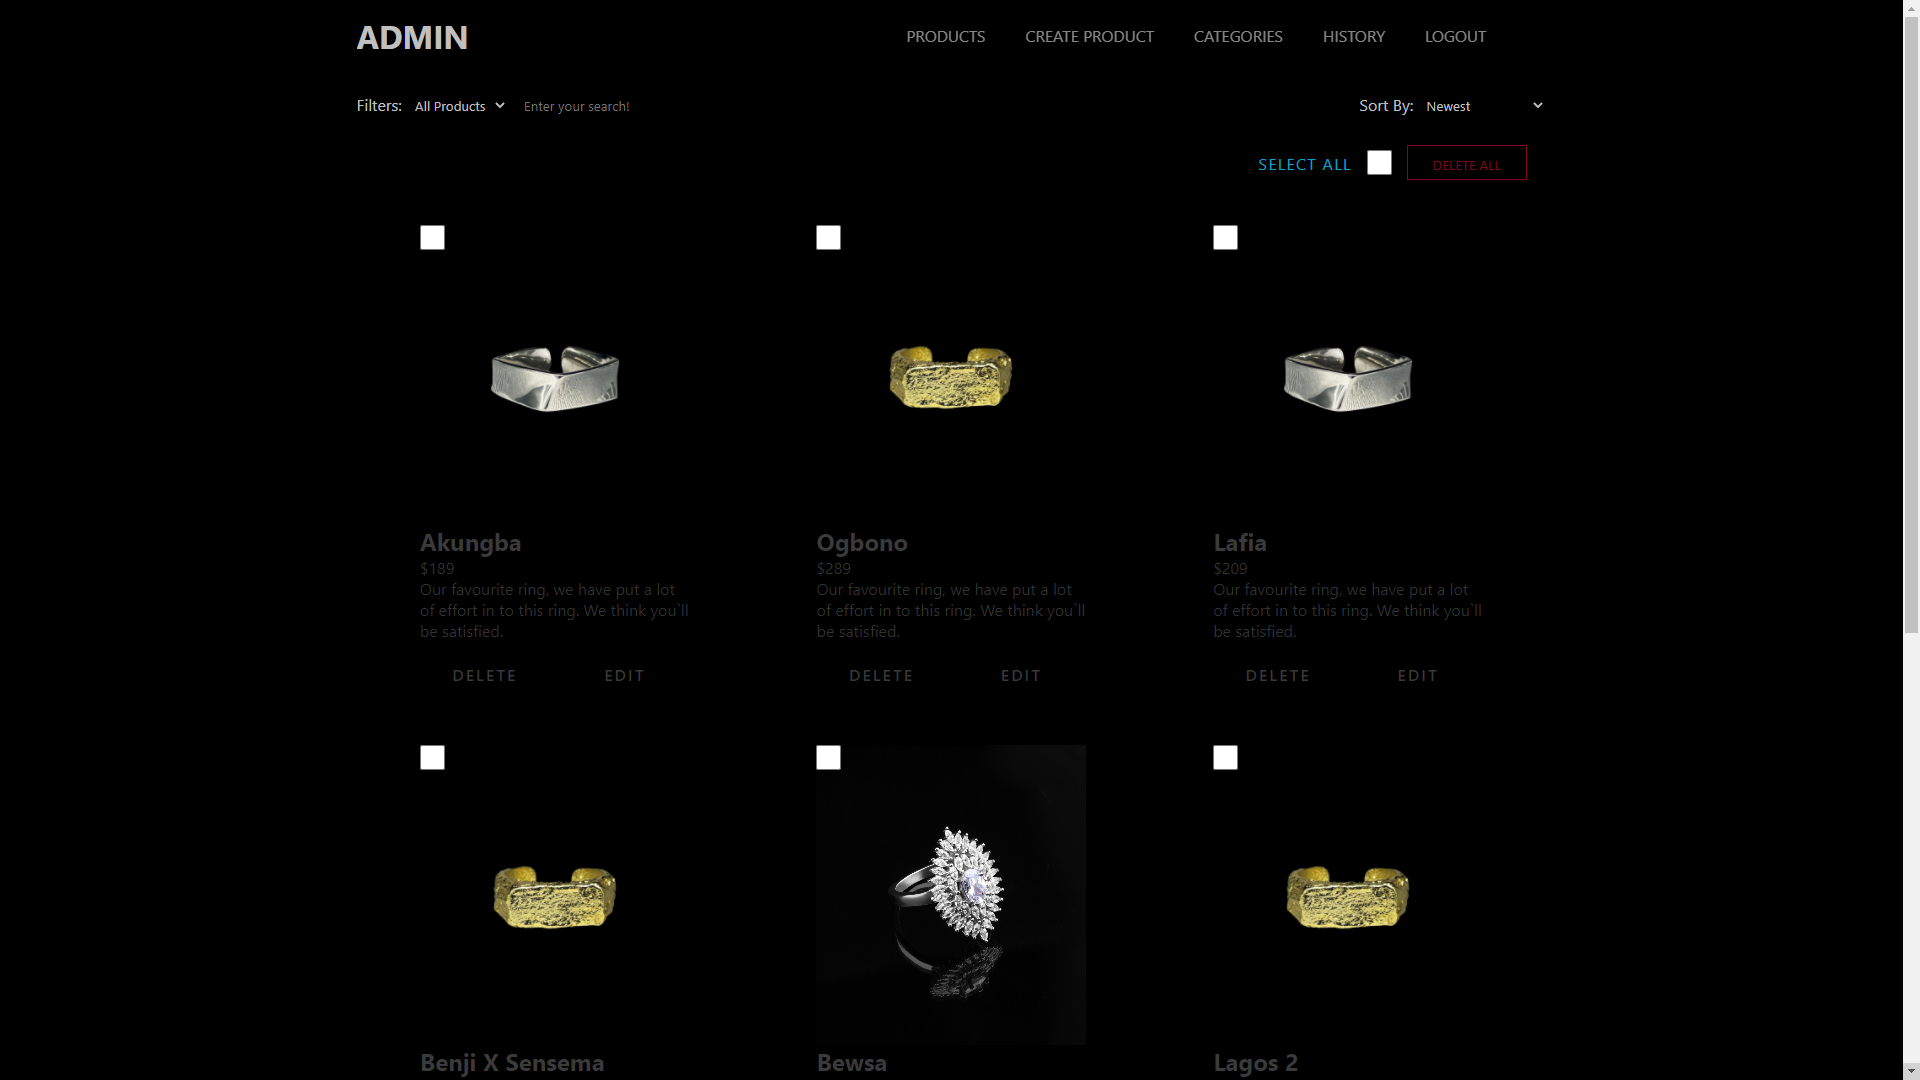 ADMIN
PRODUCTS CREATE PRODUCT CATEGORIES HISTORY LOGOUT
Filters: All Products Enter your search! Sort By: Newest
SELECT ALL DELETE ALL
Akungba
$189
Our favourite ring, we have put a lot
of effort in to this ring. We think you`ll
be satisfied.
DELETE EDIT
Ogbono
$289
Our favourite ring, we have put a lot
of effort in to this ring. We think you`ll
be satisfied.
DELETE EDIT
Lafia
$209
Our favourite ring, we have put a lot
of effort in to this ring. We think you`ll
be satisfied.
DELETE EDIT
Benji X Sensema
Bewsa
Lagos 2